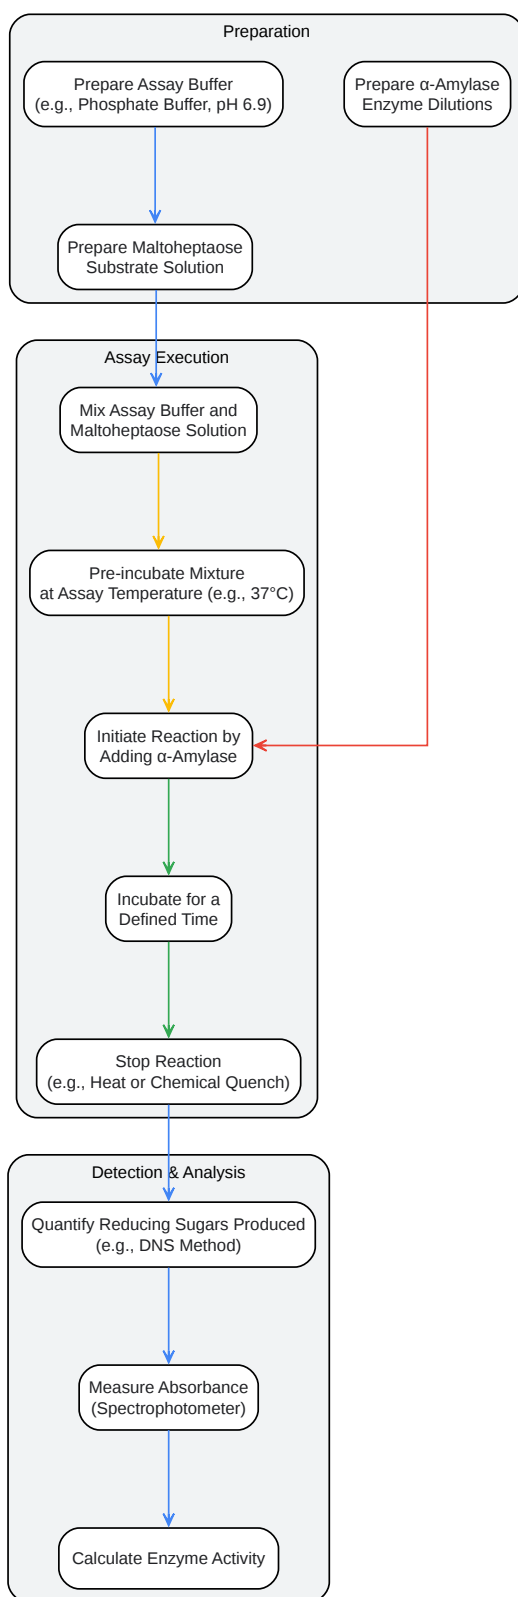 Preparation
Prepare Assay Buffer
(e.g., Phosphate Buffer, pH 6.9)
Prepare α-Amylase
Enzyme Dilutions
Prepare Maltoheptaose
Substrate Solution
Assay Execution
Mix Assay Buffer and
Maltoheptaose Solution
Pre-incubate Mixture
at Assay Temperature (e.g., 37°C)
Initiate Reaction by
Adding α-Amylase
Incubate for a
Defined Time
Stop Reaction
(e.g., Heat or Chemical Quench)
Detection & Analysis
Quantify Reducing Sugars Produced
(e.g., DNS Method)
Measure Absorbance
(Spectrophotometer)
Calculate Enzyme Activity